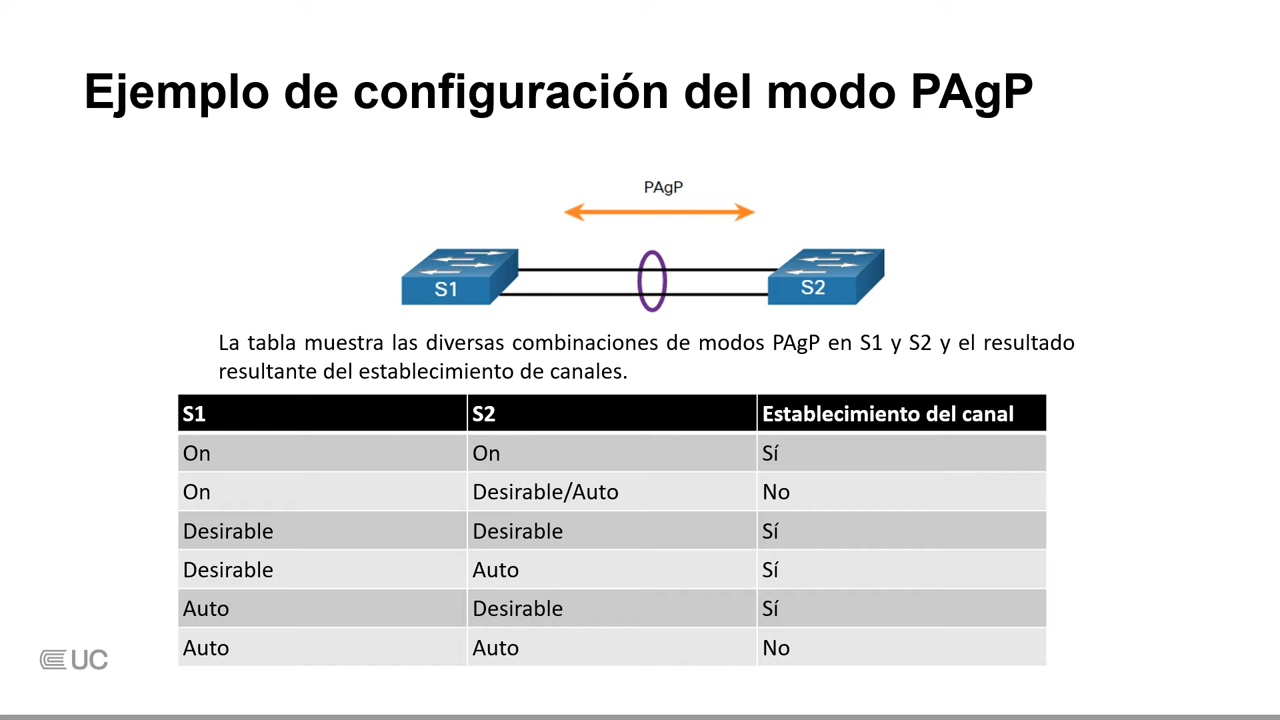 Ejemplo de configuración del modo PAgP
PAgP
S1
S2
La tabla muestra las diversas combinaciones de modos PAgP en S1 y S2 y el resultado
resultante del establecimiento de canales.
S1 S2 Establecimiento del canal
On On Sí
On Desirable/Auto No
Desirable Desirable Sí
Desirable Auto Sí
Auto Desirable Sí
Auto Auto No
UC